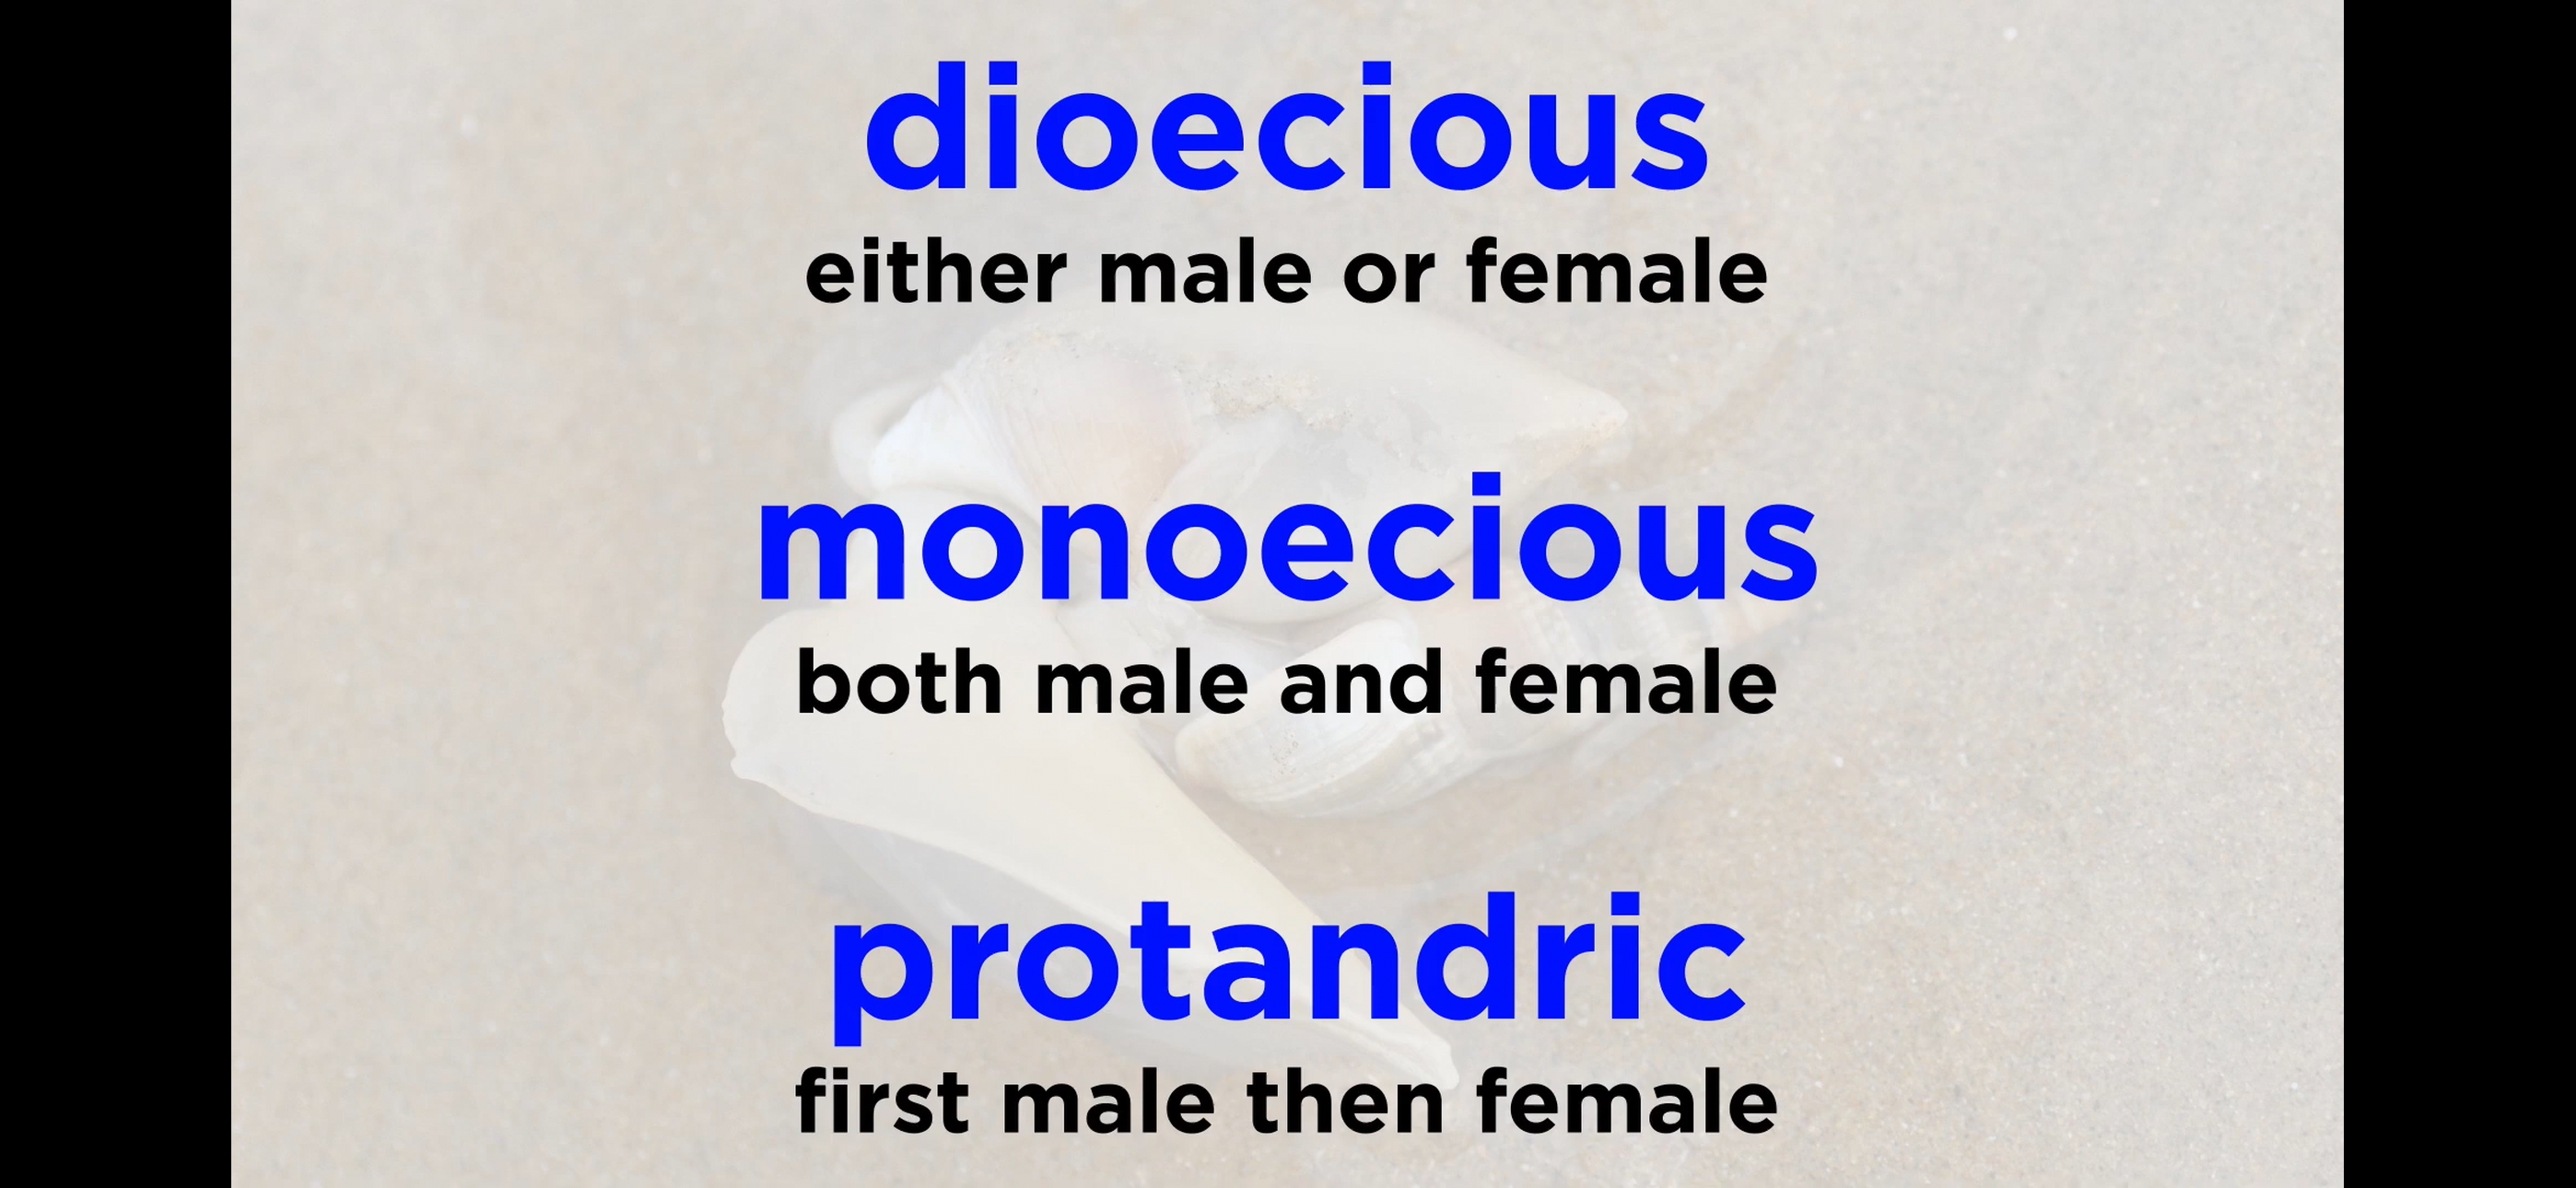 dioecious
either male or female
monoecious
both male and female
protandric
first male then female